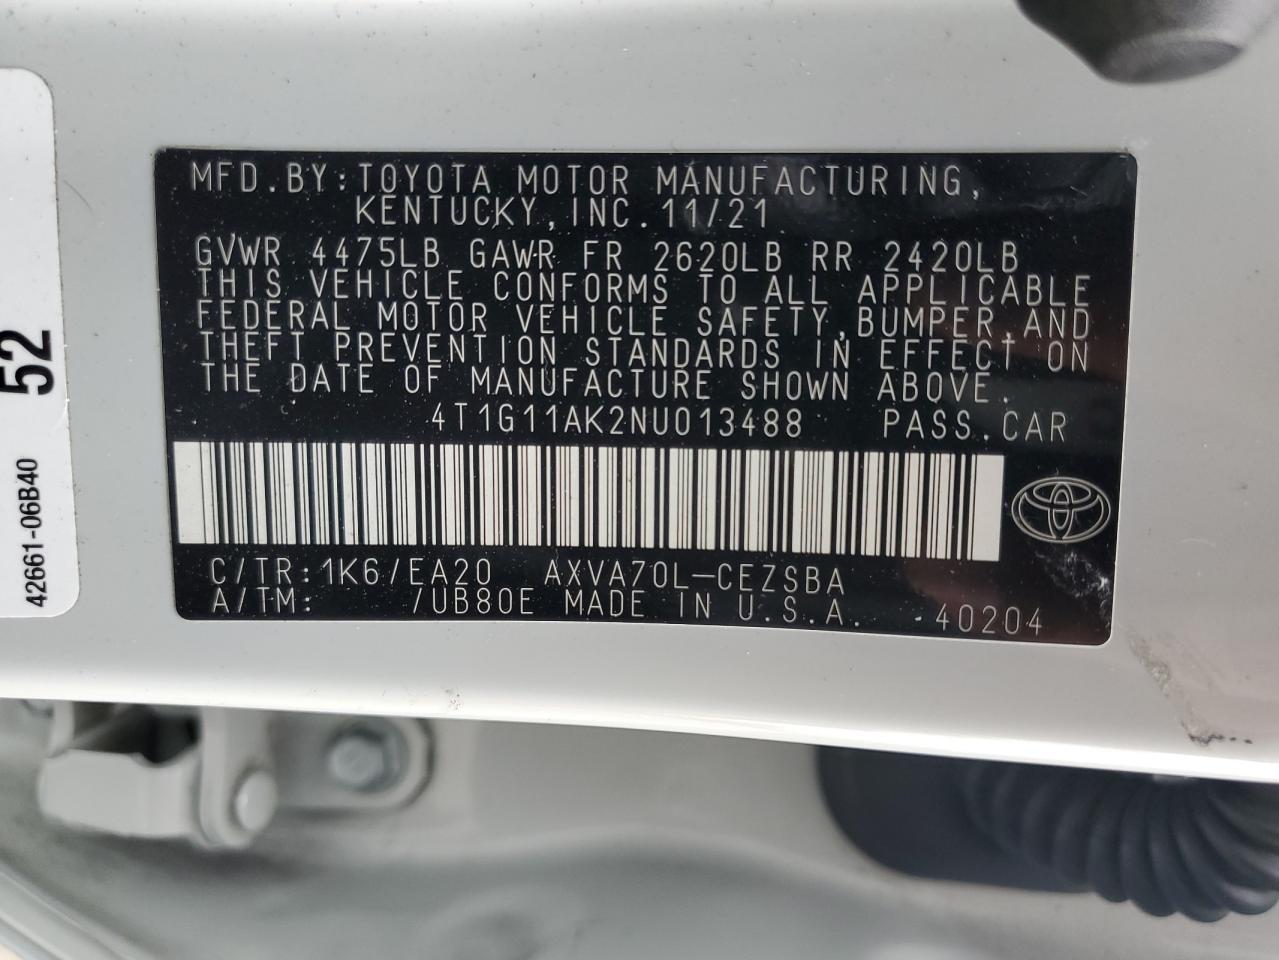 MFD.BY:TOYOTA MOTOR MANUFACTURING,
KENTUCKY,INC.11/21
GVWR 4475LB GAWR FR 2620LB RR 2420LB
THIS VEHICLE CONFORMS TO ALL APPLICABLE
FEDERAL MOTOR VEHICLE SAFETY,BUMPER,AND
THEFT PREVENTION STANDARDS IN EFFECT ON
THE DATE OF MANUFACTURE SHOWN ABOVE.
4T1G11AK2NU013488 PASS.CAR
C/TR:1K6/EA20 AXVA70L-CEZSBA
A/TM: /UB80E MADE IN U.S.A. 40204
52
42661-06B40